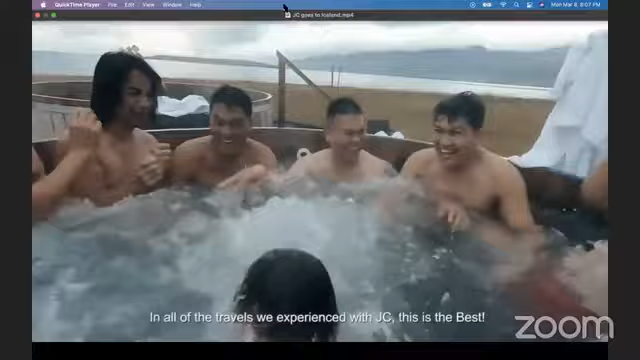 QuickTime Player File Edit View Window Help Mon Mar 8 8:07 PM
JC goes to Iceland.mp4
In all of the travels we experienced with JC, this is the Best!
zoom